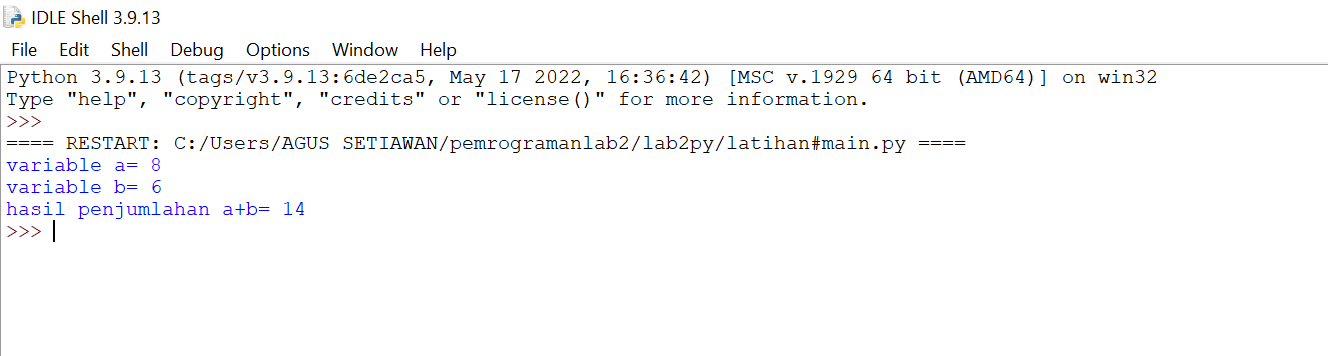 IDLE Shell 3.9.13
File Edit Shell Debug Options Window Help
Python 3.9.13 (tags/v3.9.13:6de2ca5, May 17 2022, 16:36:42) [MSC v.1929 64 bit (AMD64)] on win32
Type "help", "copyright", "credits" or "license()" for more information.
>>>
==== RESTART: C:/Users/AGUS SETIAWAN/pemrogramanlab2/lab2py/latihan#main.py ====
variable a= 8
variable b= 6
hasil penjumlahan a+b= 14
>>>